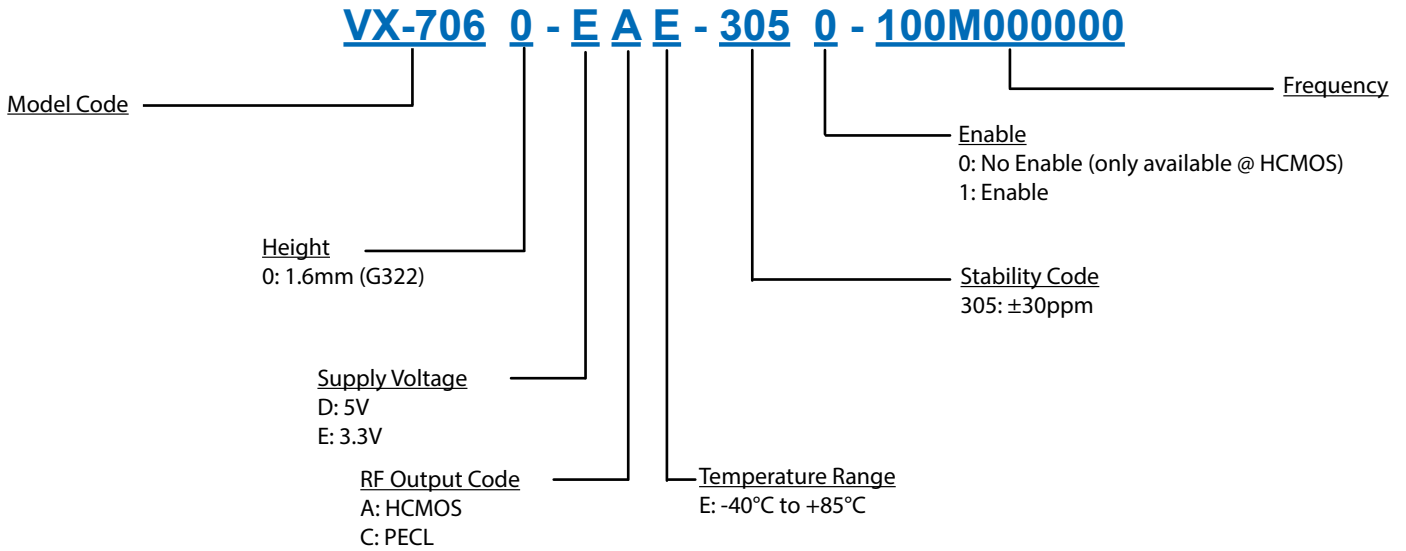 VX-706 0 - E A E - 305 0 - 100M000000
Model Code
Frequency
Enable
0: No Enable (only available @ HCMOS)
1: Enable
Height
0: 1.6mm (G322)
Stability Code
305: ±30ppm
Supply Voltage
D: 5V
E: 3.3V
RF Output Code
A: HCMOS
C: PECL
Temperature Range
E: -40°C to +85°C